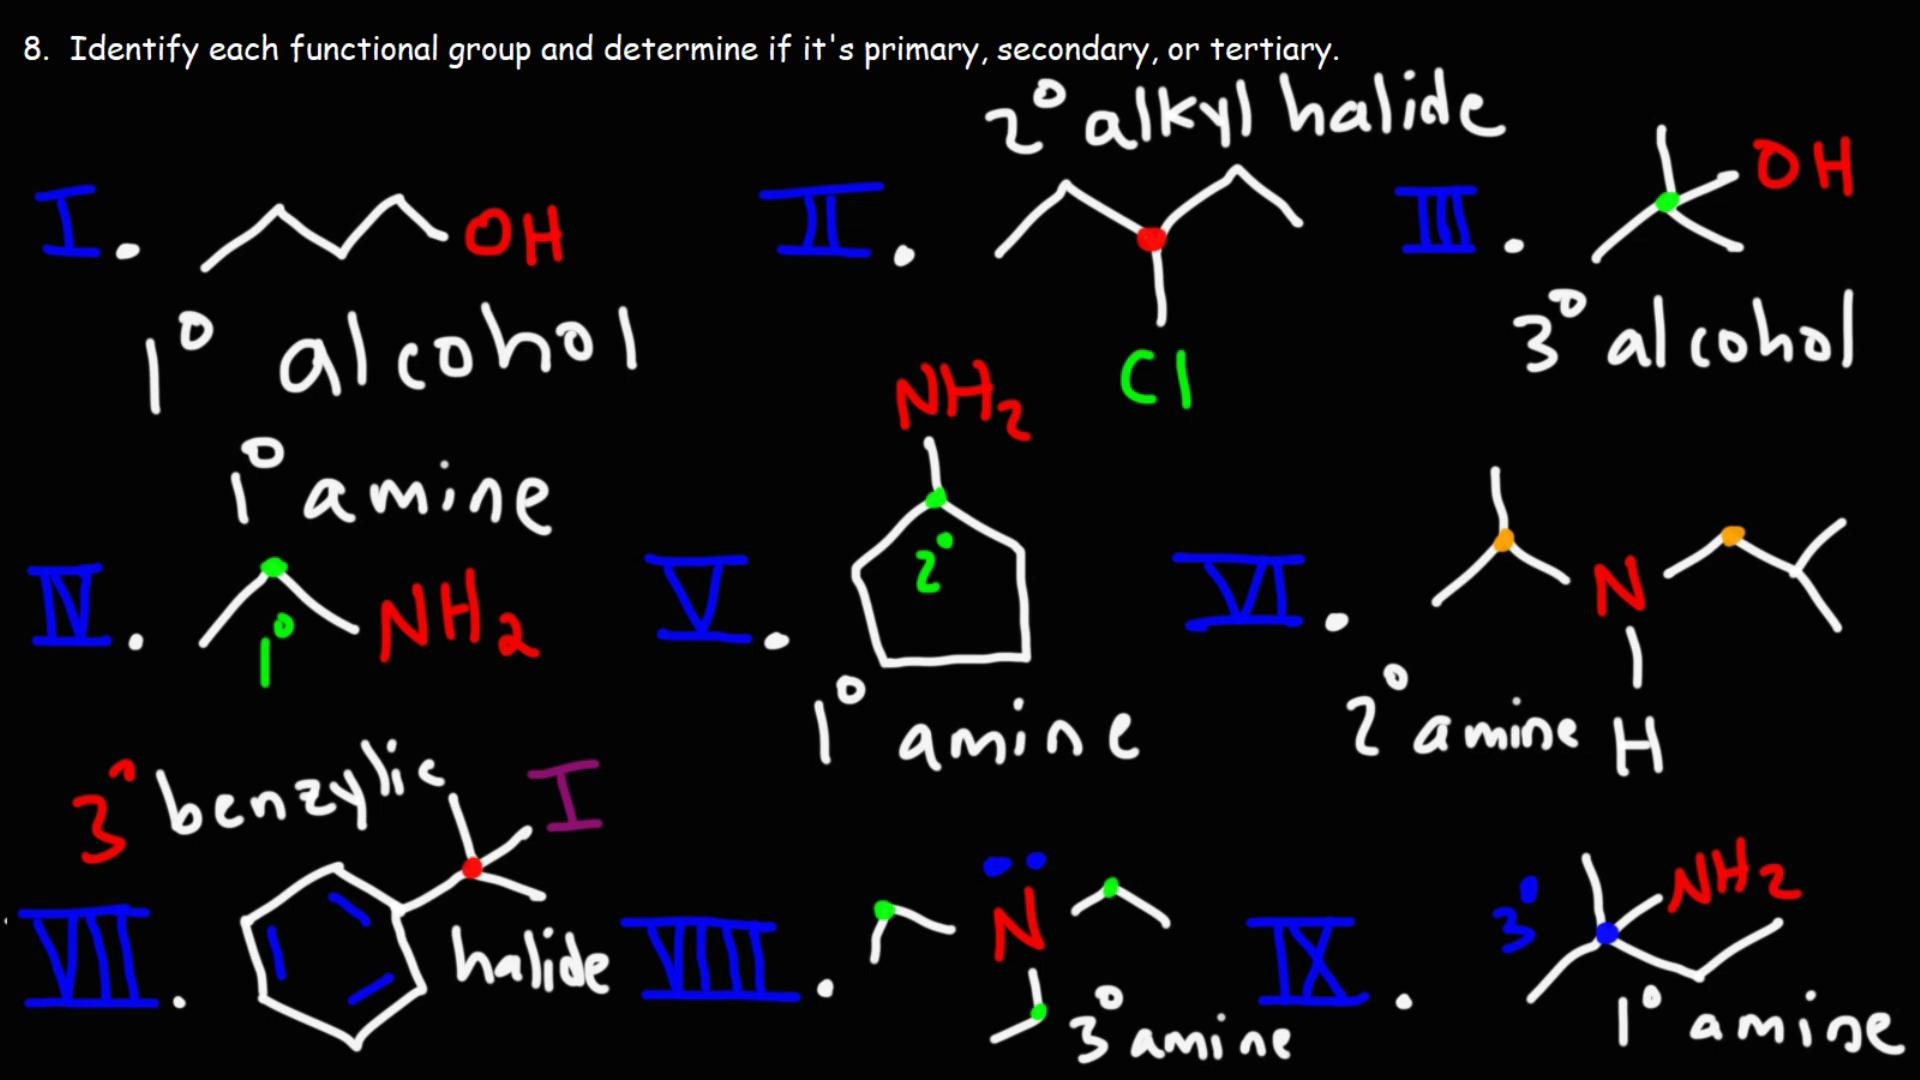 8. Identify each functional group and determine if it's primary, secondary, or tertiary.
2° alkyl halide
I. OH
II. Cl
III. OH
1° alcohol
3° alcohol
1° amine
IV. 1° NH2
V. NH2 2°
VI. N H
1° amine
2° amine
3° benzylic
halide
VII. I
VIII. N
3° amine
IX. 3° NH2
1° amine